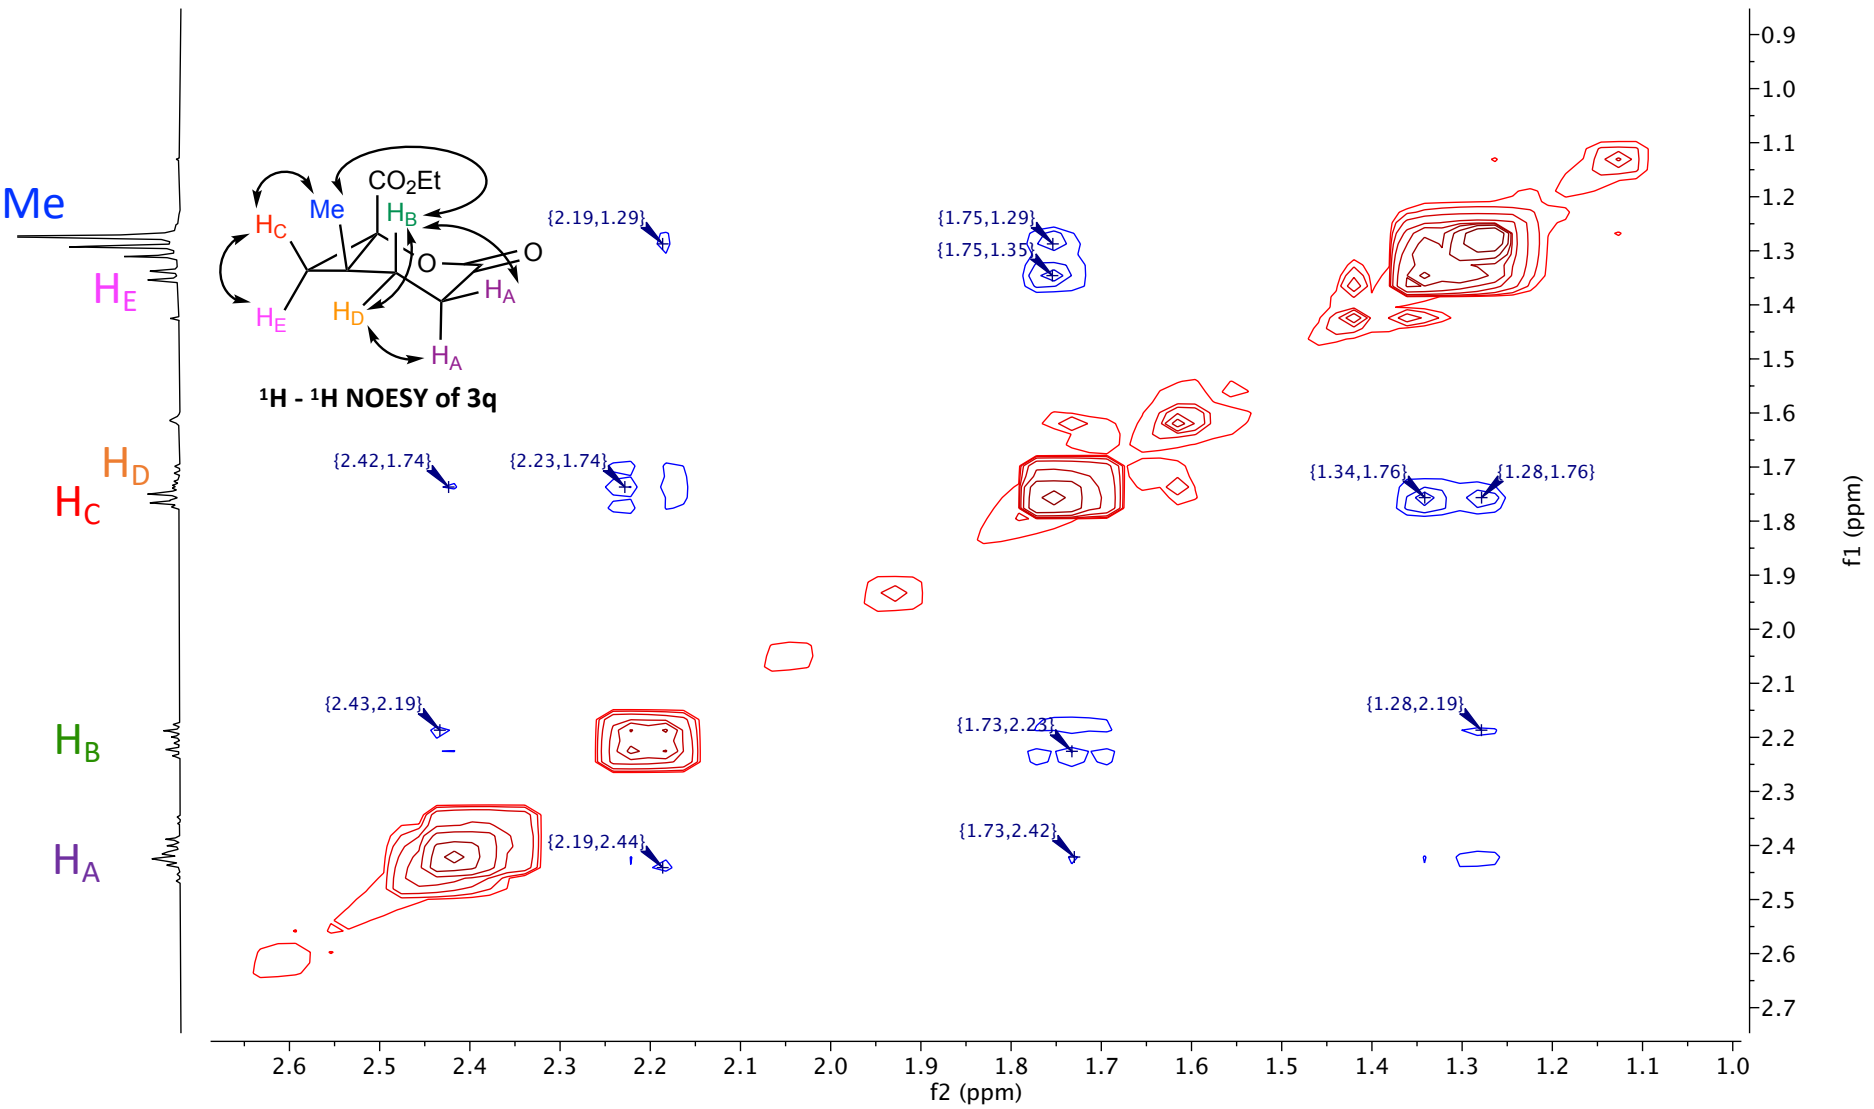 Me
H_E
H_D
H_C
H_B
H_A
CO₂Et
Me
H_B
H_C
O
O
H_A
H_E
H_D
H_A
¹H - ¹H NOESY of 3q
{2.19,1.29}
{1.75,1.29}
{1.75,1.35}
{2.42,1.74}
{2.23,1.74}
{1.34,1.76}
{1.28,1.76}
{2.43,2.19}
{1.73,2.23}
{1.28,2.19}
{2.19,2.44}
{1.73,2.42}
0.9
1.0
1.1
1.2
1.3
1.4
1.5
1.6
1.7
1.8
1.9
2.0
2.1
2.2
2.3
2.4
2.5
2.6
2.7
f1 (ppm)
2.6 2.5 2.4 2.3 2.2 2.1 2.0 1.9 1.8 1.7 1.6 1.5 1.4 1.3 1.2 1.1 1.0
f2 (ppm)